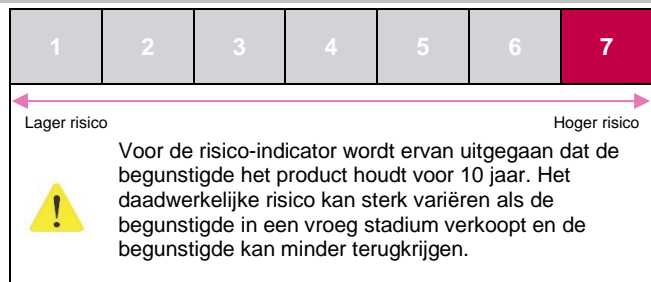 1 2 3 4 5 6 7
Lager risico Hoger risico
Voor de risico-indicator wordt ervan uitgegaan dat de
begunstigde het product houdt voor 10 jaar. Het
daadwerkelijke risico kan sterk variëren als de
begunstigde in een vroeg stadium verkoopt en de
begunstigde kan minder terugkrijgen.